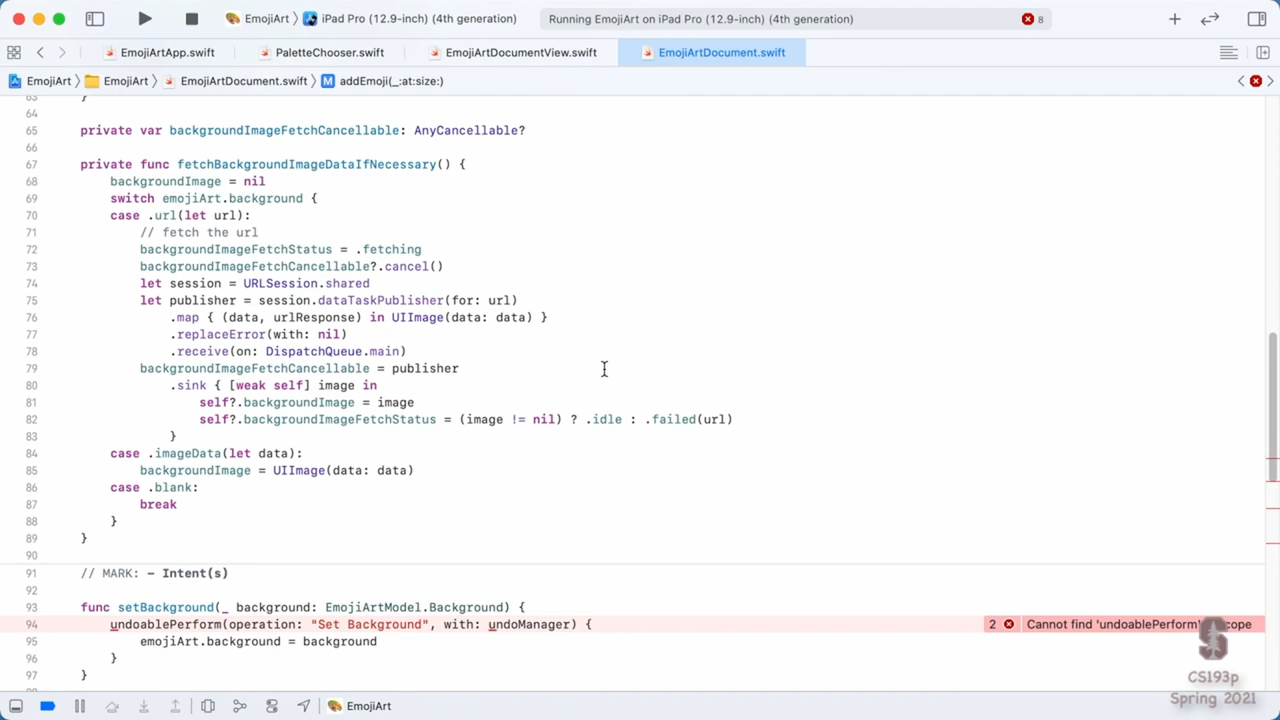 EmojiArt 〉 iPad Pro (12.9-inch) (4th generation)
Running EmojiArt on iPad Pro (12.9-inch) (4th generation)
8
EmojiArtApp.swift
PaletteChooser.swift
EmojiArtDocumentView.swift
EmojiArtDocument.swift
EmojiArt 〉 EmojiArt 〉 EmojiArtDocument.swift 〉 M addEmoji(_:at:size:)
63 }
64
65 private var backgroundImageFetchCancellable: AnyCancellable?
66
67 private func fetchBackgroundImageDataIfNecessary() {
68 backgroundImage = nil
69 switch emojiArt.background {
70 case .url(let url):
71 // fetch the url
72 backgroundImageFetchStatus = .fetching
73 backgroundImageFetchCancellable?.cancel()
74 let session = URLSession.shared
75 let publisher = session.dataTaskPublisher(for: url)
76 .map { (data, urlResponse) in UIImage(data: data) }
77 .replaceError(with: nil)
78 .receive(on: DispatchQueue.main)
79 backgroundImageFetchCancellable = publisher
80 .sink { [weak self] image in
81 self?.backgroundImage = image
82 self?.backgroundImageFetchStatus = (image != nil) ? .idle : .failed(url)
83 }
84 case .imageData(let data):
85 backgroundImage = UIImage(data: data)
86 case .blank:
87 break
88 }
89 }
90
91 // MARK: - Intent(s)
92
93 func setBackground(_ background: EmojiArtModel.Background) {
94 undoablePerform(operation: "Set Background", with: undoManager) {
2 Cannot find 'undoablePerform'
95 emojiArt.background = background
96 }
97 }
CS193p
Spring 2021
EmojiArt